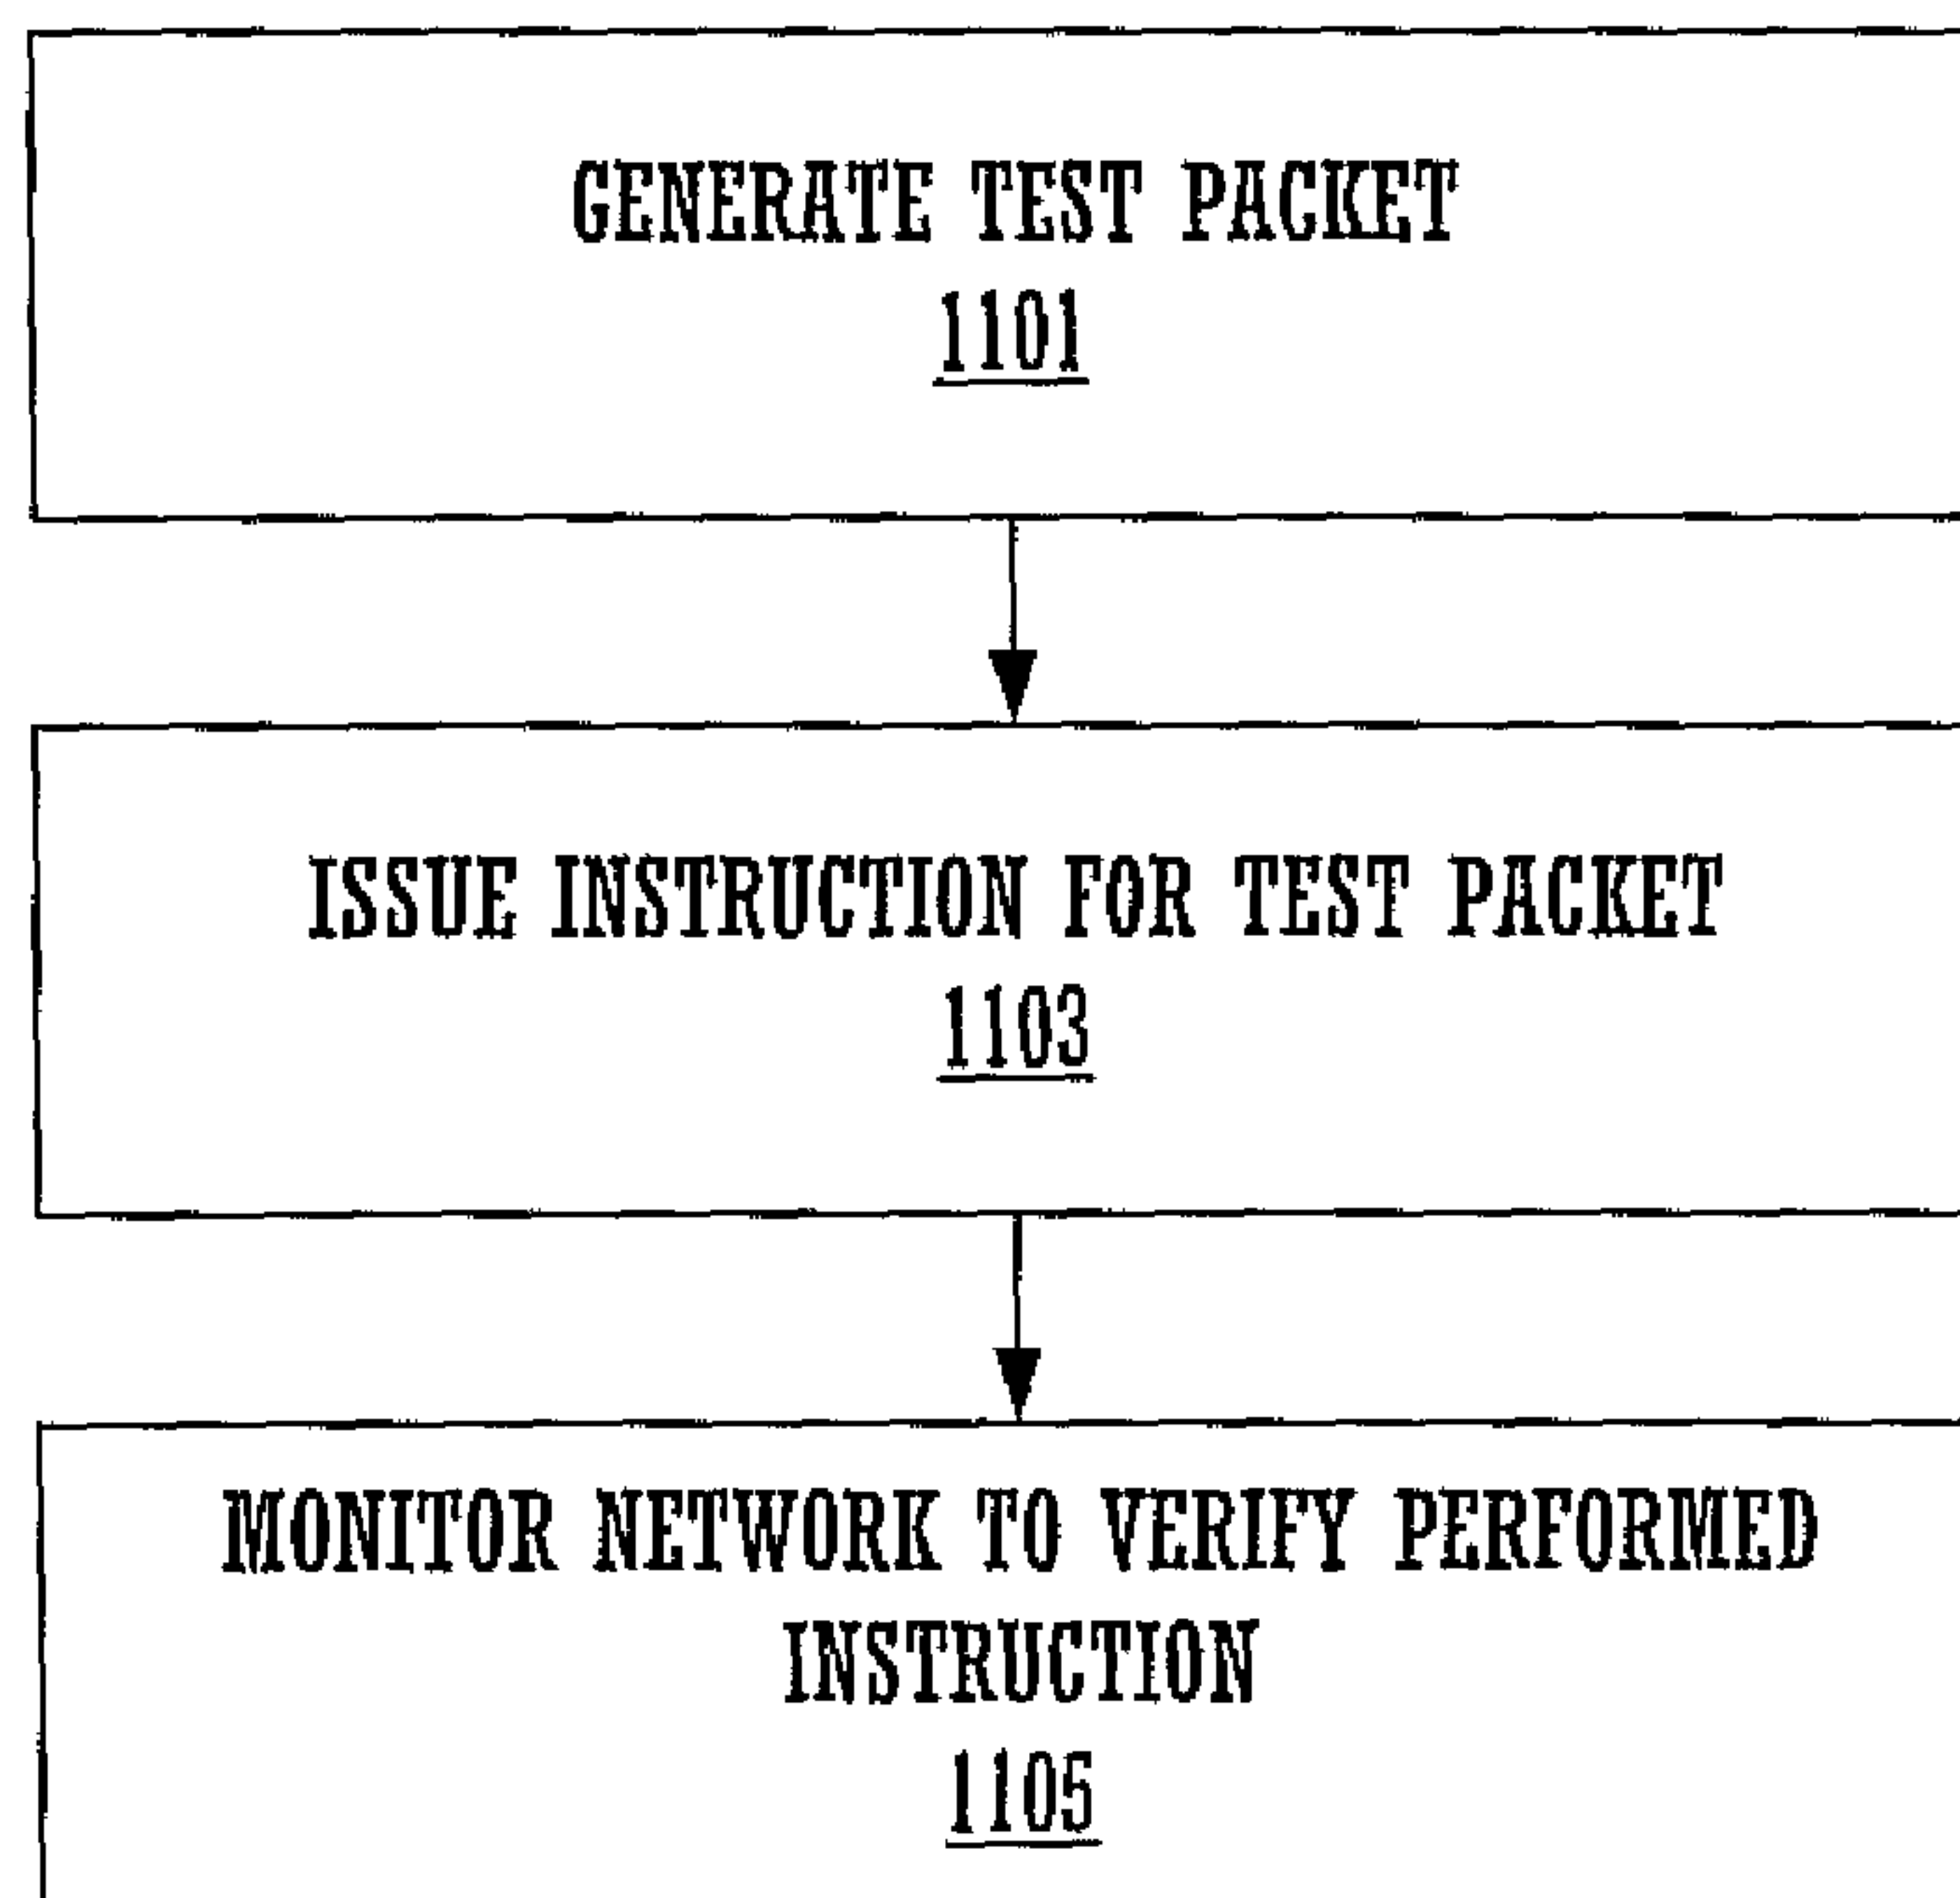 GENERATE TEST PACKET
1101
ISSUE INSTRUCTION FOR TEST PACKET
1103
MONITOR NETWORK TO VERIFY PERFORMED
INSTRUCTION
1105